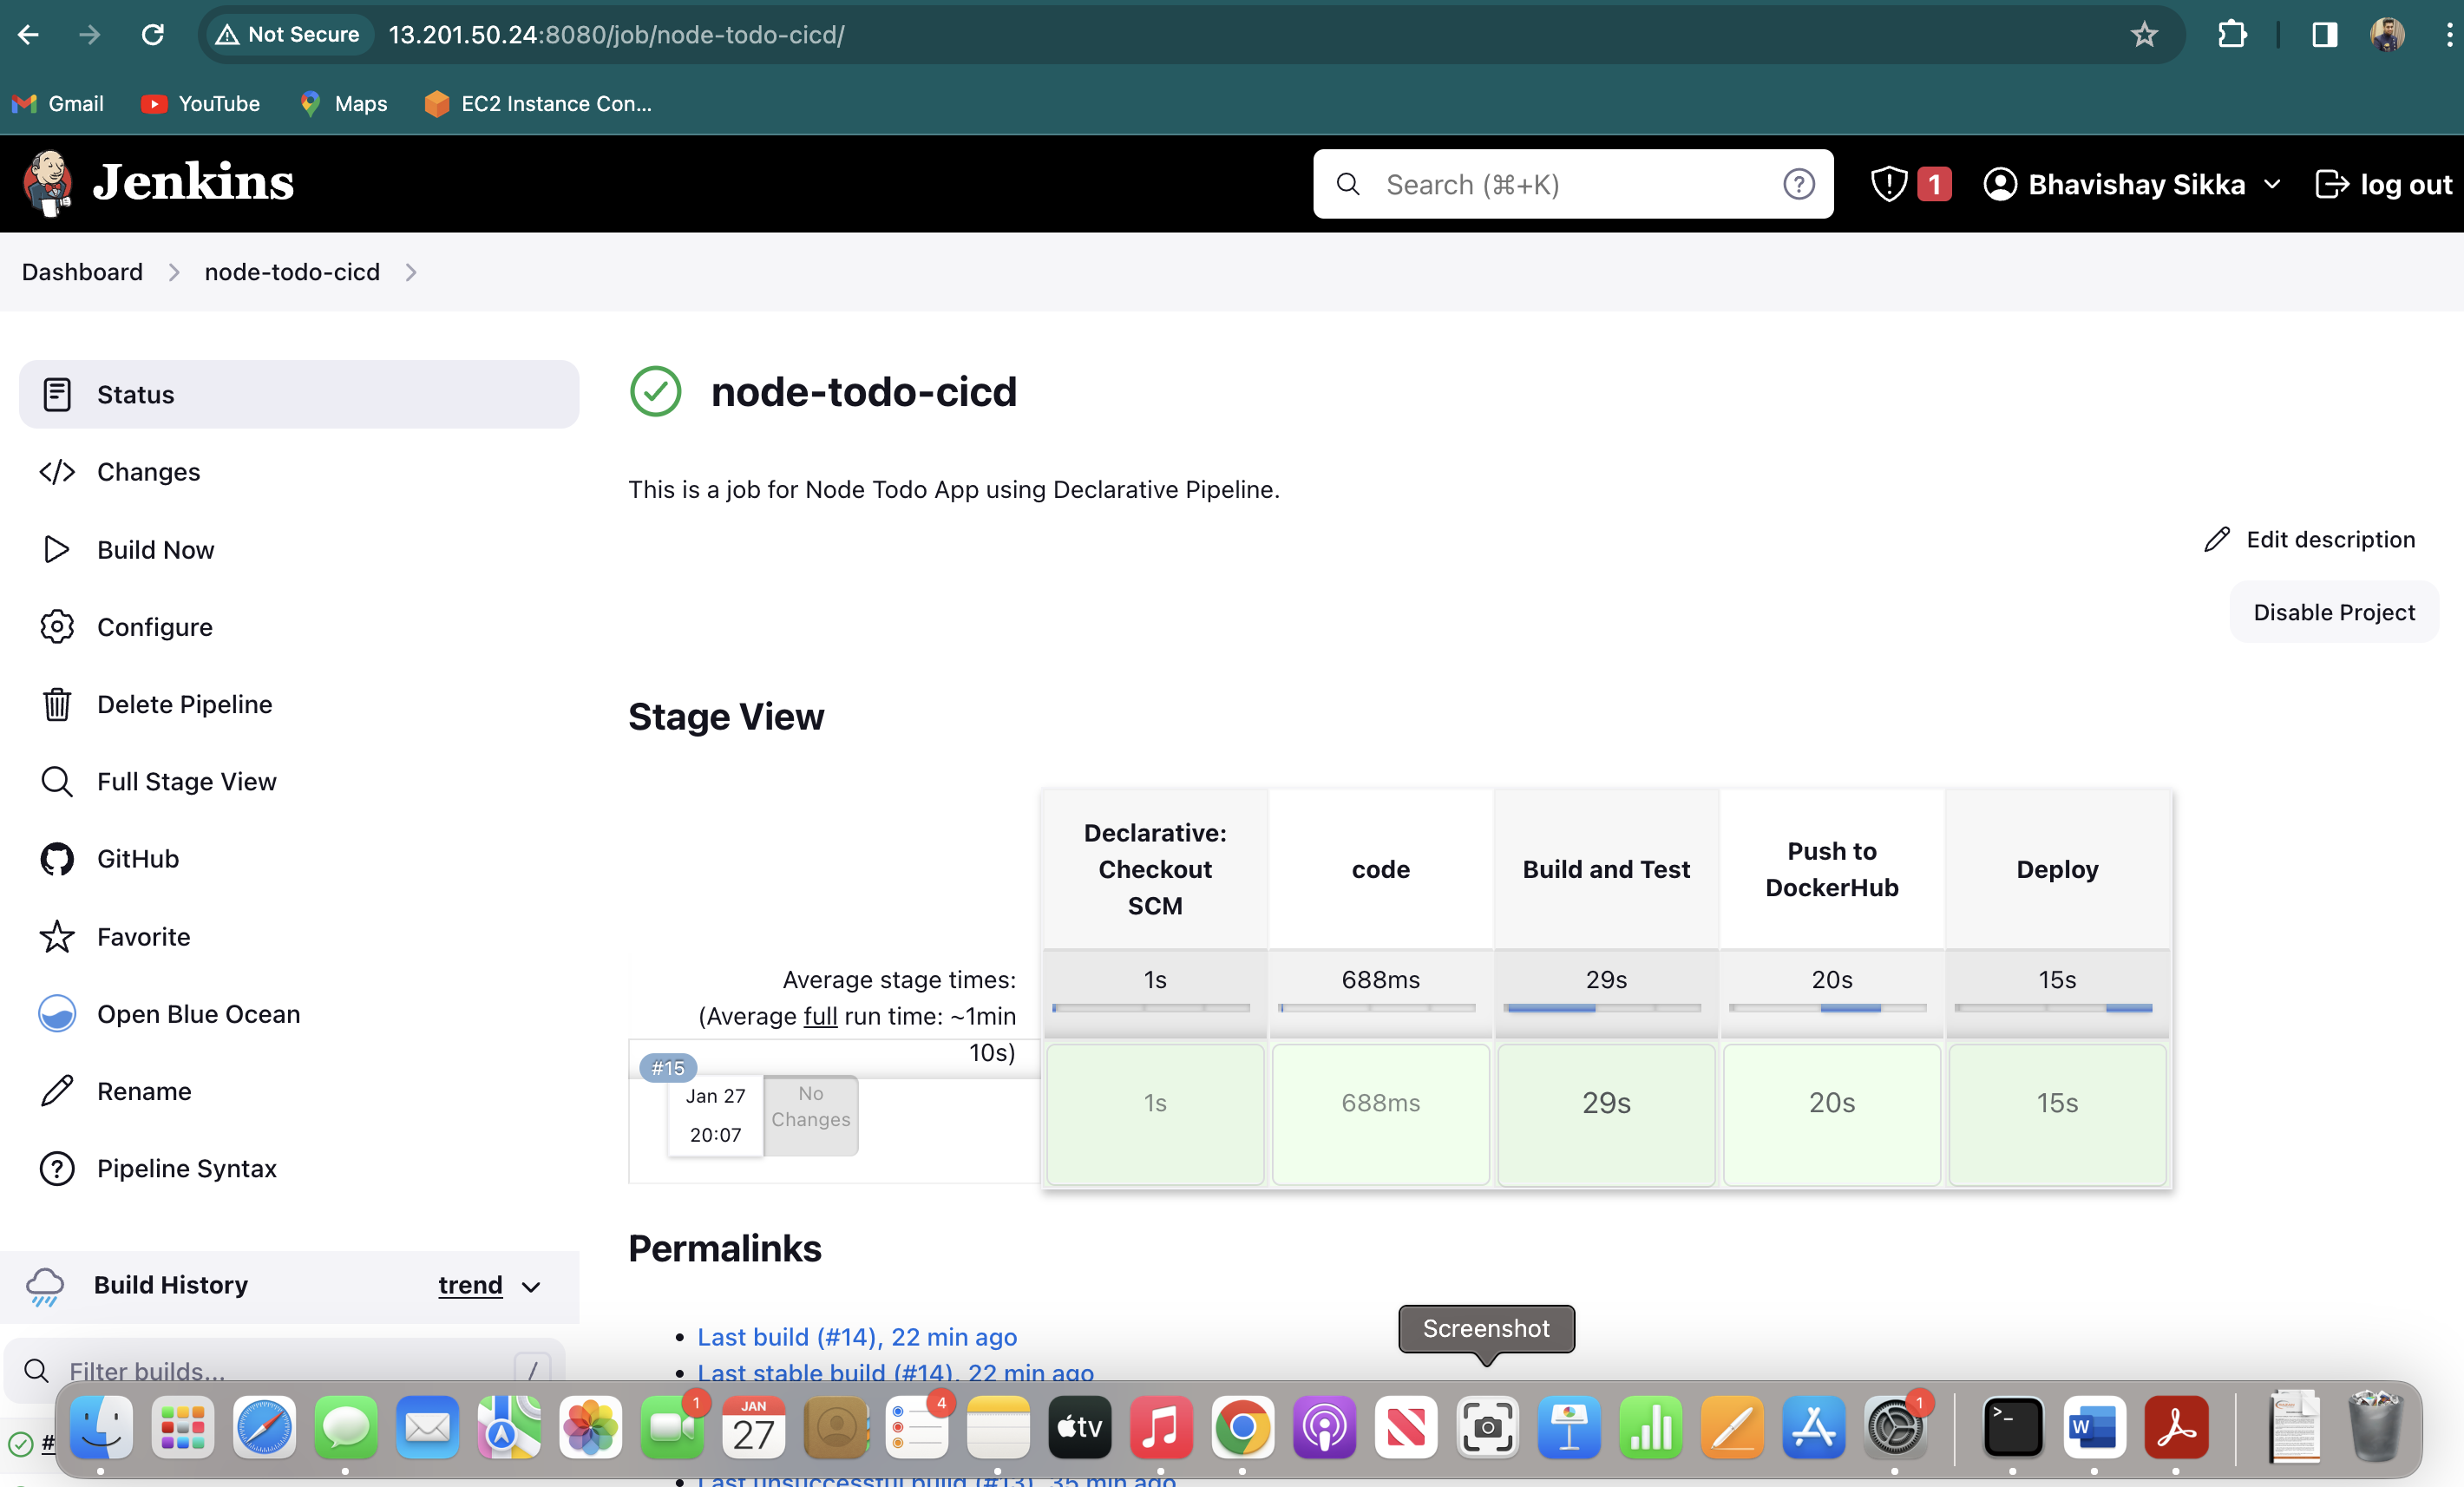 Not Secure 13.201.50.24:8080/job/node-todo-cicd/
Gmail YouTube Maps EC2 Instance Con...
Jenkins
Search (⌘+K)
1
Bhavishay Sikka
log out
Dashboard node-todo-cicd
Status
Changes
Build Now
Configure
Delete Pipeline
Full Stage View
GitHub
Favorite
Open Blue Ocean
Rename
Pipeline Syntax
Build History trend
Filter builds... /
#
node-todo-cicd
This is a job for Node Todo App using Declarative Pipeline.
Edit description
Disable Project
Stage View
Declarative:
Checkout
SCM
code
Build and Test
Push to
DockerHub
Deploy
Average stage times:
(Average full run time: ~1min
10s)
1s 688ms 29s 20s 15s
#15
Jan 27
20:07
No
Changes
1s 688ms 29s 20s 15s
Permalinks
Last build (#14), 22 min ago
Last stable build (#14), 22 min ago
Last unsuccessful build (#13), 35 min ago
Screenshot
1
JAN
27
4
tv
1
>_
W